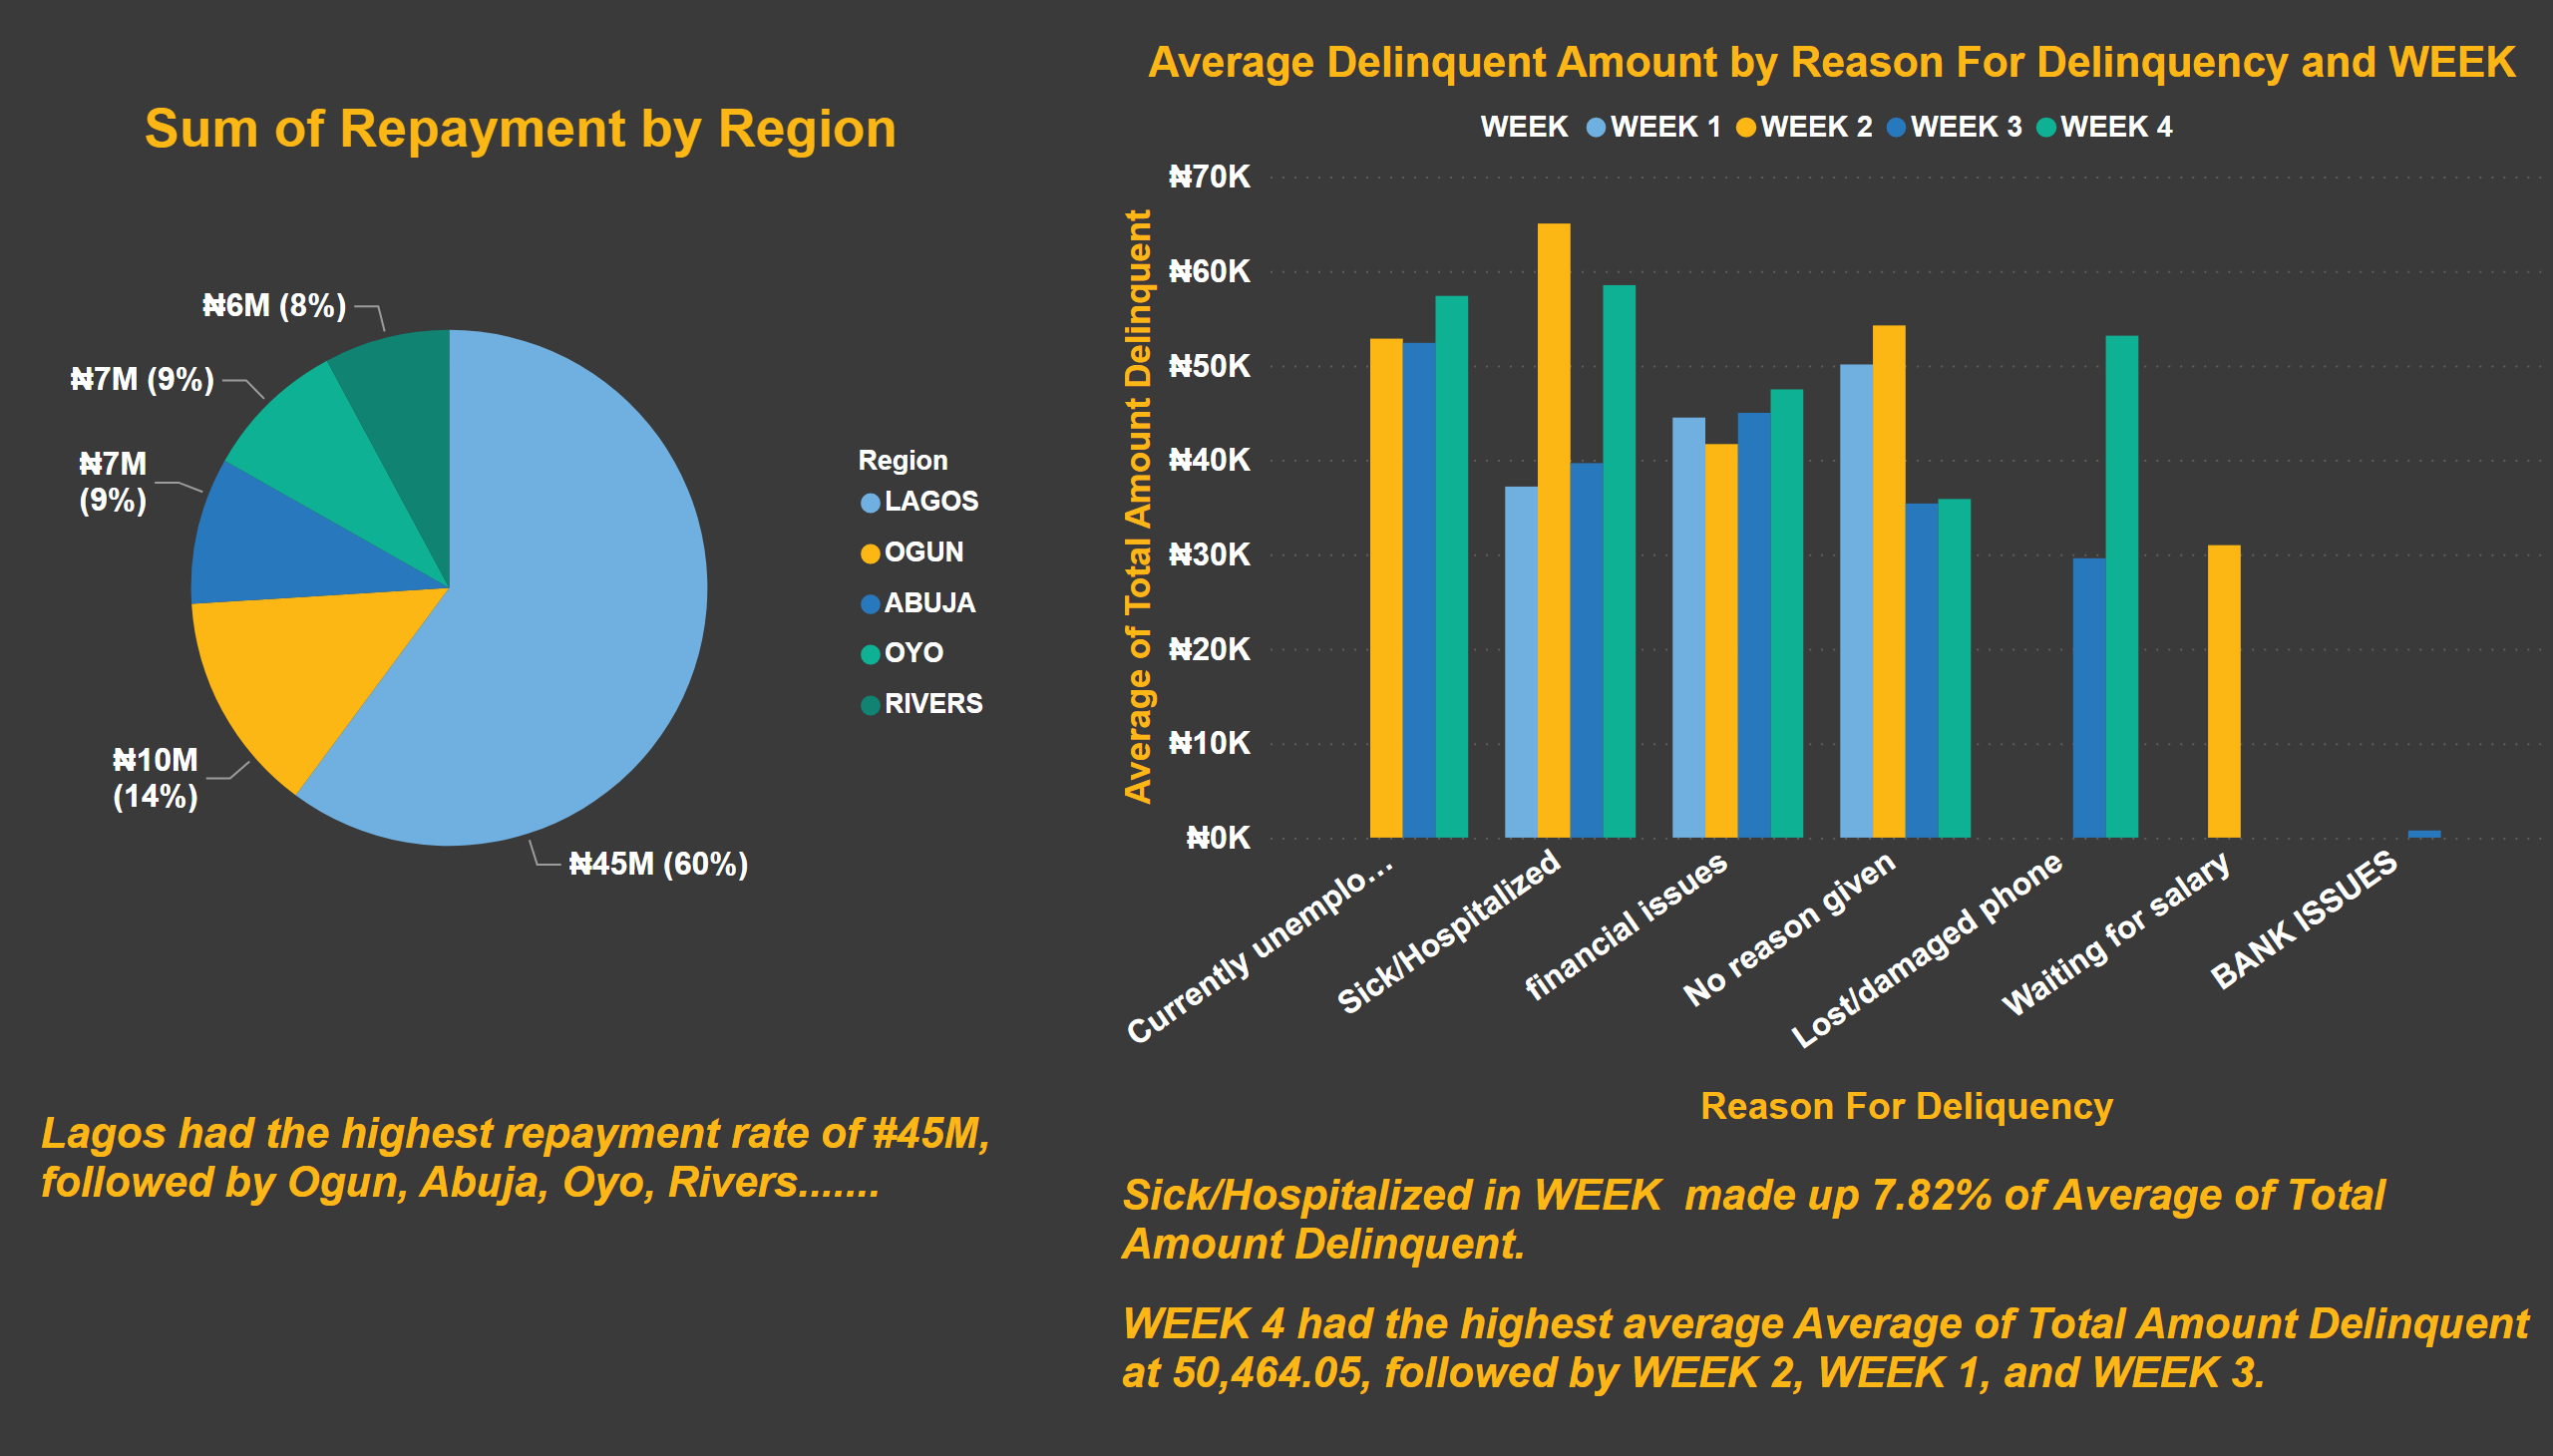 Sum of Repayment by Region
₦6M (8%)
₦7M (9%)
₦7M
(9%)
₦10M
(14%)
₦45M (60%)
Region
LAGOS
OGUN
ABUJA
OYO
RIVERS
Lagos had the highest repayment rate of #45M,
followed by Ogun, Abuja, Oyo, Rivers.......
Average Delinquent Amount by Reason For Delinquency and WEEK
WEEK WEEK 1 WEEK 2 WEEK 3 WEEK 4
Average of Total Amount Delinquent
₦70K
₦60K
₦50K
₦40K
₦30K
₦20K
₦10K
₦0K
Currently unemplo...
Sick/Hospitalized
financial issues
No reason given
Lost/damaged phone
Waiting for salary
BANK ISSUES
Reason For Deliquency
Sick/Hospitalized in WEEK  made up 7.82% of Average of Total
Amount Delinquent.
WEEK 4 had the highest average Average of Total Amount Delinquent
at 50,464.05, followed by WEEK 2, WEEK 1, and WEEK 3.